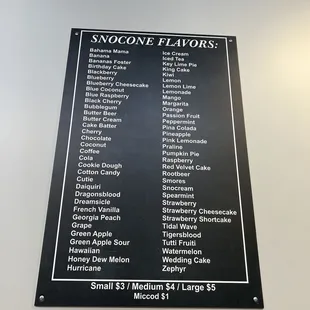 SNOCONE FLAVORS:
Bahama Mama
Banana
Bananas Foster
Birthday Cake
Blackberry
Blueberry
Blueberry Cheesecake
Blue Coconut
Blue Raspberry
Black Cherry
Bubblegum
Butter Beer
Butter Cream
Cake Batter
Cherry
Chocolate
Coconut
Coffee
Cola
Cookie Dough
Cotton Candy
Cutie
Daiquiri
Dragonsblood
Dreamsicle
French Vanilla
Georgia Peach
Grape
Green Apple
Green Apple Sour
Hawaiian
Honey Dew Melon
Hurricane
Ice Cream
Iced Tea
Key Lime Pie
King Cake
Kiwi
Lemon
Lemon Lime
Lemonade
Mango
Margarita
Orange
Passion Fruit
Peppermint
Pina Colada
Pineapple
Pink Lemonade
Praline
Pumpkin Pie
Raspberry
Red Velvet Cake
Rootbeer
Smores
Snocream
Spearmint
Strawberry
Strawberry Cheesecake
Strawberry Shortcake
Tidal Wave
Tigersblood
Tutti Fruiti
Watermelon
Wedding Cake
Zephyr
Small $3 / Medium $4 / Large $5
Miccod $1